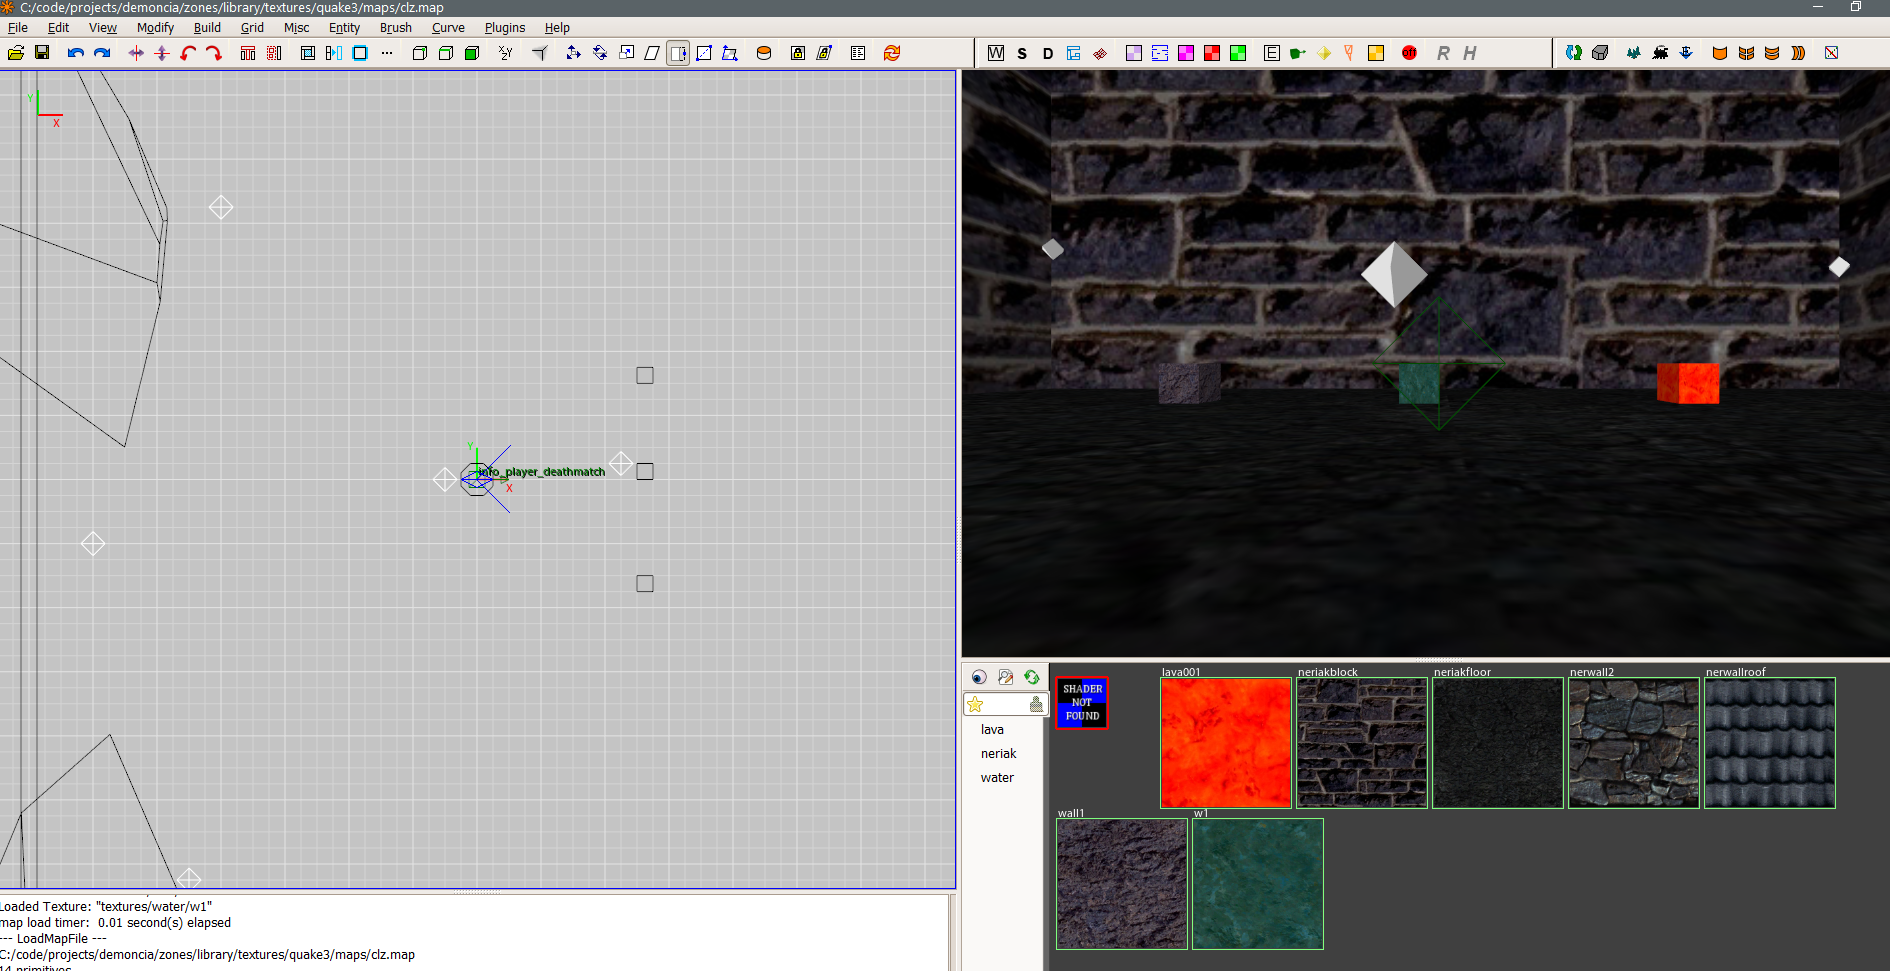 C:/code/projects/demoncia/zones/library/textures/quake3/maps/clz.map
File Edit View Modify Build Grid Misc Entity Brush Curve Plugins Help
W S D E R H
Y
X
Y
info_player_deathmatch
X
SHADER
NOT
FOUND
lava001 neriakblock neriakfloor nerwall2 nerwallroof
lava
neriak
water
wall1 w1
Loaded Texture: "textures/water/w1"
map load timer: 0.01 second(s) elapsed
--- LoadMapFile ---
C:/code/projects/demoncia/zones/library/textures/quake3/maps/clz.map
14 primitives